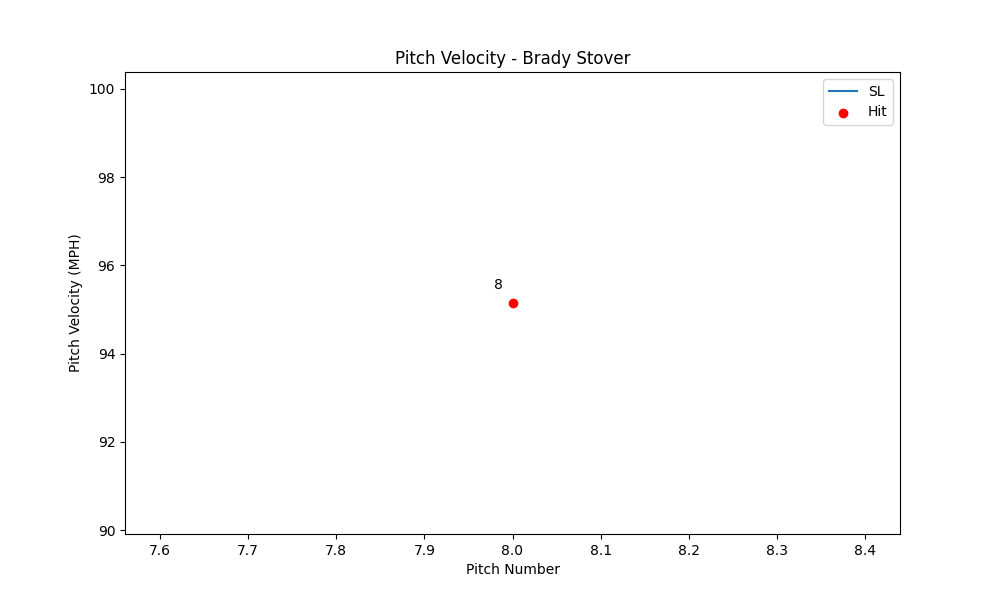 Pitch Velocity - Brady Stover
SL
Hit
100
98
96
94
92
90
Pitch Velocity (MPH)
8
7.6 7.7 7.8 7.9 8.0 8.1 8.2 8.3 8.4
Pitch Number